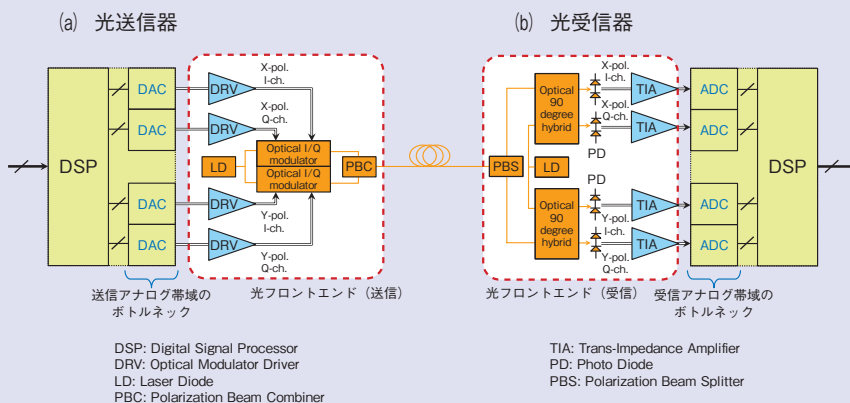 (a) 光送信器
(b) 光受信器
DSP
DAC
DAC
DAC
DAC
DRV
DRV
DRV
DRV
X-pol.
I-ch.
X-pol.
Q-ch.
LD
Optical I/Q
modulator
Optical I/Q
modulator
PBC
Y-pol.
I-ch.
Y-pol.
Q-ch.
送信アナログ帯域の
ボトルネック
光フロントエンド（送信）
PBS
Optical
90
degree
hybrid
LD
Optical
90
degree
hybrid
X-pol.
I-ch.
X-pol.
Q-ch.
PD
PD
Y-pol.
I-ch.
Y-pol.
Q-ch.
TIA
TIA
TIA
TIA
ADC
ADC
ADC
ADC
DSP
光フロントエンド（受信）
受信アナログ帯域の
ボトルネック
DSP: Digital Signal Processor
DRV: Optical Modulator Driver
LD: Laser Diode
PBC: Polarization Beam Combiner
TIA: Trans-Impedance Amplifier
PD: Photo Diode
PBS: Polarization Beam Splitter